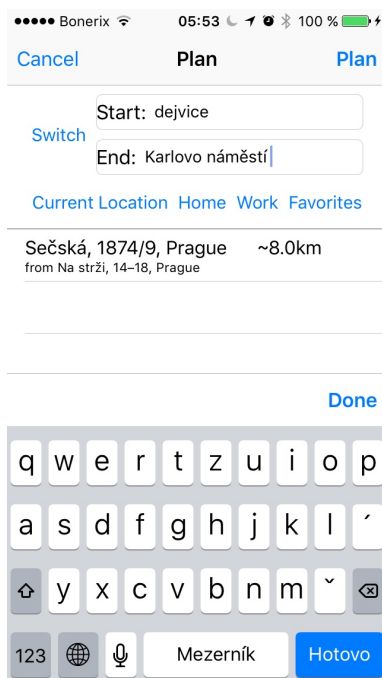 Bonerix 05:53 100 %
Cancel Plan Plan
Start: dejvice
Switch
End: Karlovo náměstí
Current Location Home Work Favorites
Sečská, 1874/9, Prague ~8.0km
from Na strži, 14–18, Prague
Done
q w e r t z u i o p
a s d f g h j k l ´
y x c v b n m ˇ
123 Mezerník Hotovo